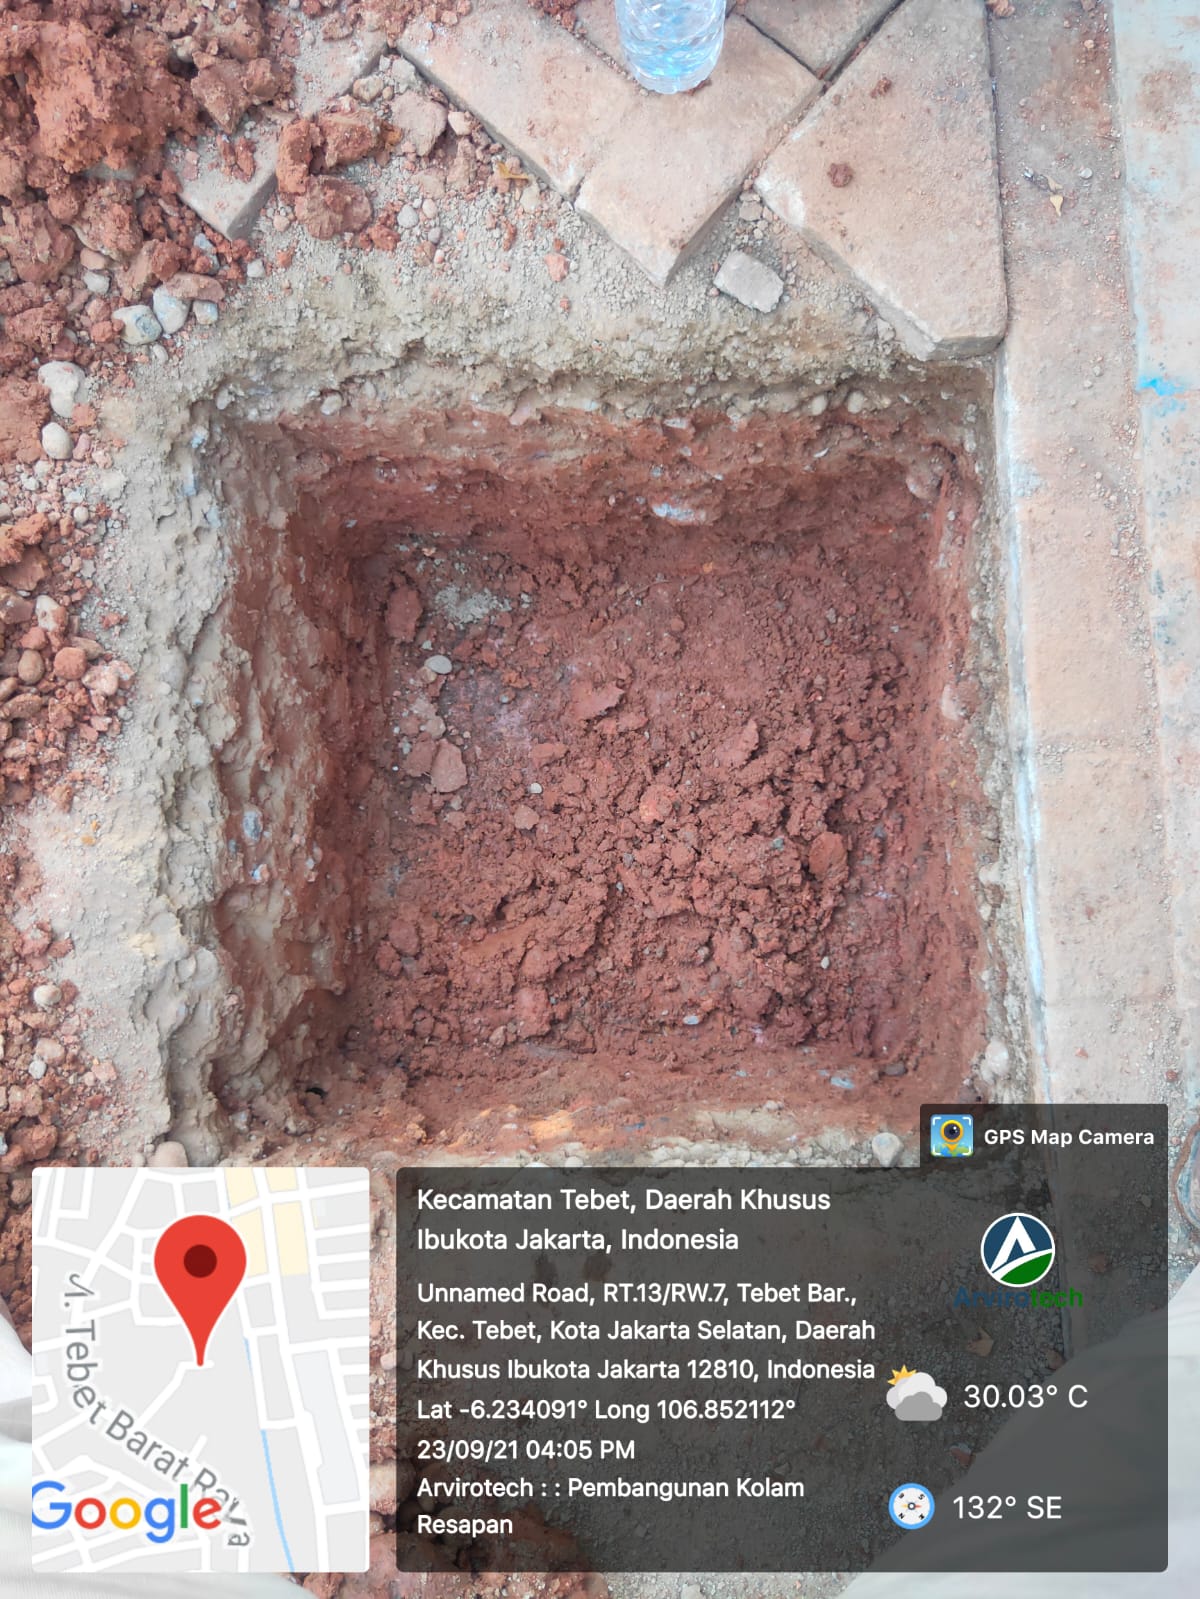 GPS Map Camera
Kecamatan Tebet, Daerah Khusus
Ibukota Jakarta, Indonesia
Unnamed Road, RT.13/RW.7, Tebet Bar.,
Kec. Tebet, Kota Jakarta Selatan, Daerah
Khusus Ibukota Jakarta 12810, Indonesia
Lat -6.234091° Long 106.852112°
23/09/21 04:05 PM
Arvirotech : : Pembangunan Kolam
Resapan
Arvirotech
30.03° C
132° SE
Jl. Tebet Barat Raya
Google